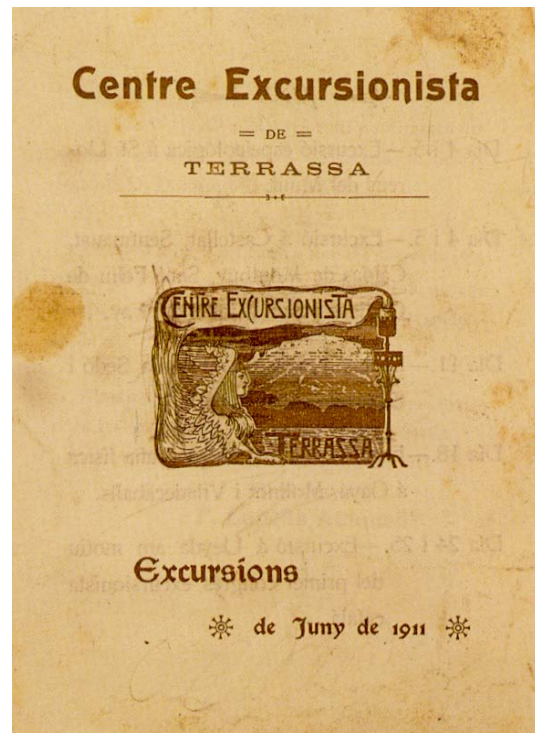 Centre Excursionista
= DE =
TERRASSA
CENTRE EXCURSIONISTA
TERRASSA
Excursions
de Juny de 1911